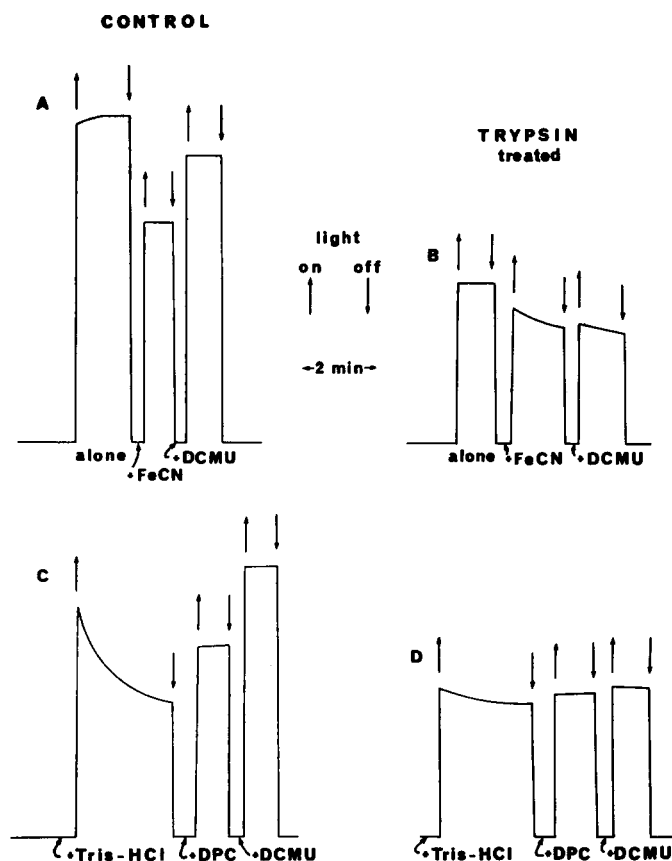 CONTROL
A
TRYPSIN
treated
light
on off
B
2 min
alone +FeCN +DCMU
alone +FeCN +DCMU
C
D
+Tris-HCl +DPC +DCMU
+Tris-HCl +DPC +DCMU